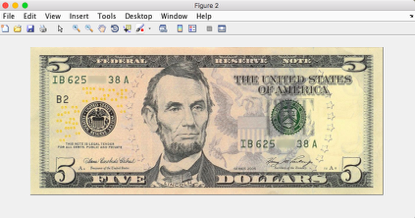 Figure 2
File Edit View Insert Tools Desktop Window Help
5 FEDERAL RESERVE NOTE 5
IB 625 38 A
THE UNITED STATES
OF AMERICA
B2
THIS NOTE IS LEGAL TENDER
FOR ALL DEBTS, PUBLIC AND PRIVATE
IB 625 38 A
5 FIVE DOLLARS 5
LINCOLN